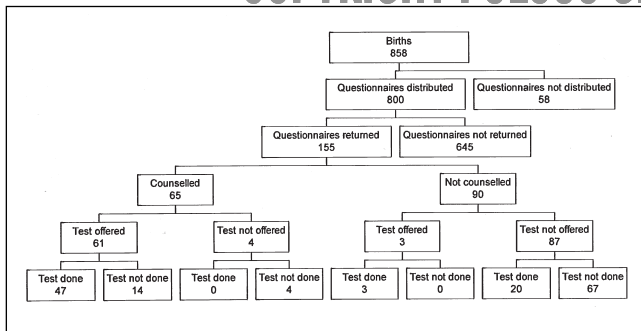 Births
858
Questionnaires distributed
800
Questionnaires not distributed
58
Questionnaires returned
155
Questionnaires not returned
645
Counselled
65
Not counselled
90
Test offered
61
Test not offered
4
Test offered
3
Test not offered
87
Test done
47
Test not done
14
Test done
0
Test not done
4
Test done
3
Test not done
0
Test done
20
Test not done
67